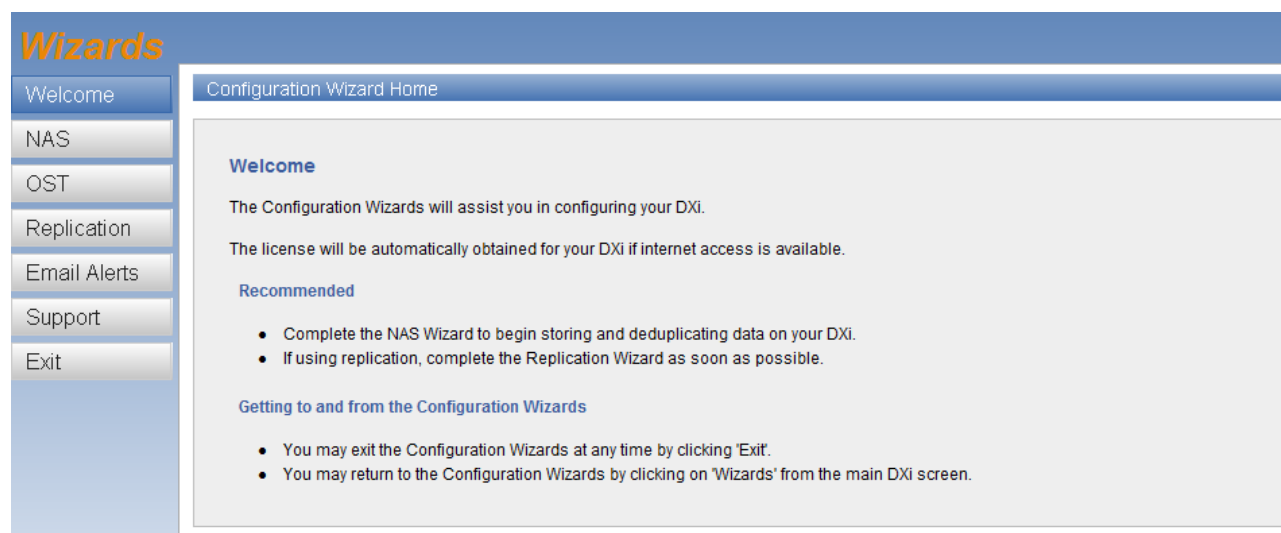 Wizards
Welcome
NAS
OST
Replication
Email Alerts
Support
Exit
Configuration Wizard Home
Welcome
The Configuration Wizards will assist you in configuring your DXi.
The license will be automatically obtained for your DXi if internet access is available.
Recommended
• Complete the NAS Wizard to begin storing and deduplicating data on your DXi.
• If using replication, complete the Replication Wizard as soon as possible.
Getting to and from the Configuration Wizards
• You may exit the Configuration Wizards at any time by clicking 'Exit'.
• You may return to the Configuration Wizards by clicking on 'Wizards' from the main DXi screen.